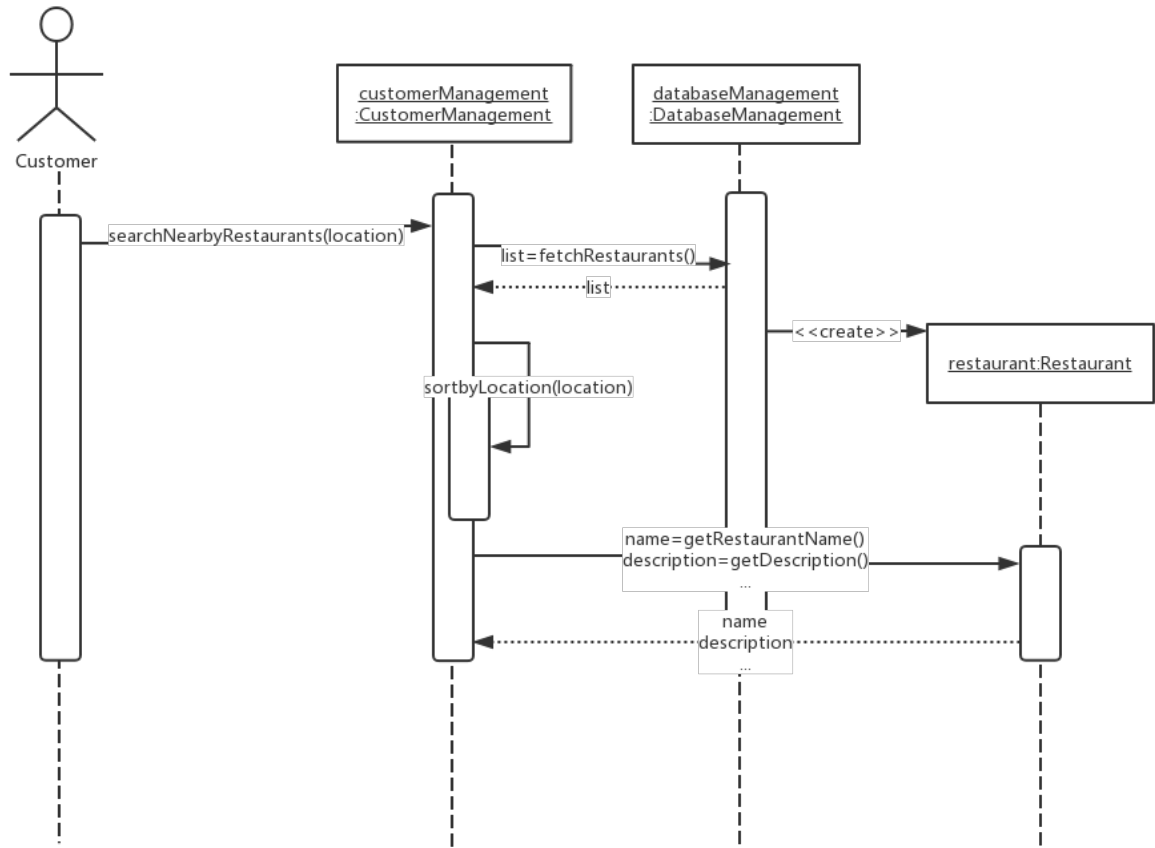 customerManagement
:CustomerManagement
databaseManagement
:DatabaseManagement
Customer
searchNearbyRestaurants(location)
list=fetchRestaurants()
list
<<create>>
restaurant:Restaurant
sortbyLocation(location)
name=getRestaurantName()
description=getDescription()
...
name
description
...